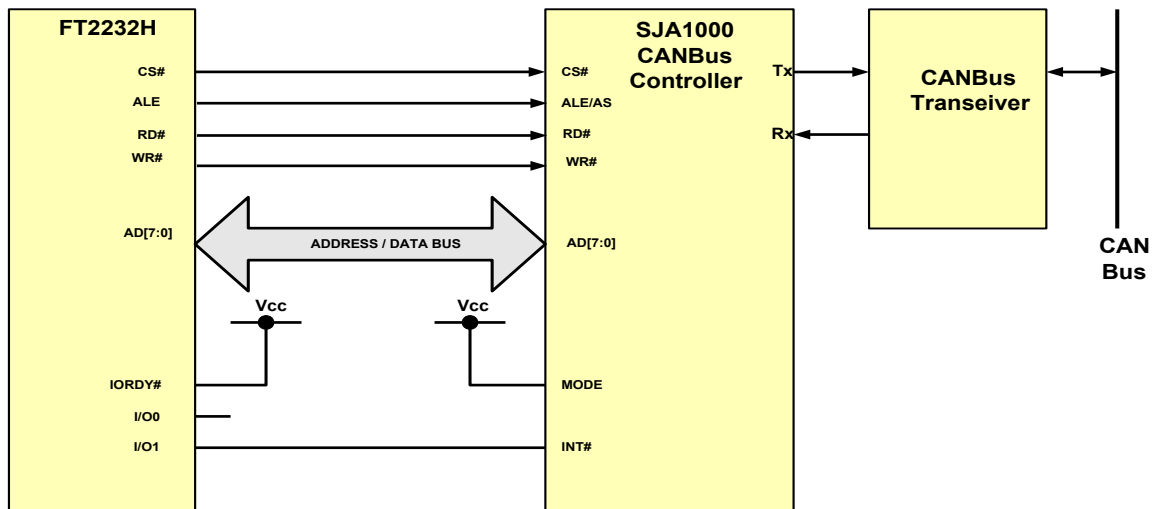 FT2232H
CS#
ALE
RD#
WR#
AD[7:0]
IORDY#
I/O0
I/O1
ADDRESS / DATA BUS
Vcc
Vcc
SJA1000
CANBus
Controller
CS#
ALE/AS
RD#
WR#
AD[7:0]
MODE
INT#
Tx
Rx
CANBus
Transeiver
CAN
Bus